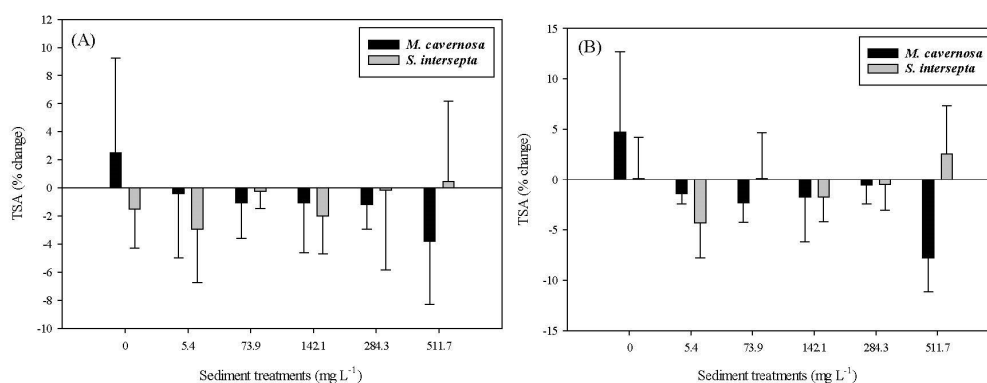 (A)
M. cavernosa
S. intersepta
TSA (% change)
12
10
8
6
4
2
0
-2
-4
-6
-8
-10
0 5.4 73.9 142.1 284.3 511.7
Sediment treatments (mg L⁻¹)
(B)
M. cavernosa
S. intersepta
TSA (% change)
15
10
5
0
-5
-10
-15
0 5.4 73.9 142.1 284.3 511.7
Sediment treatments (mg L⁻¹)